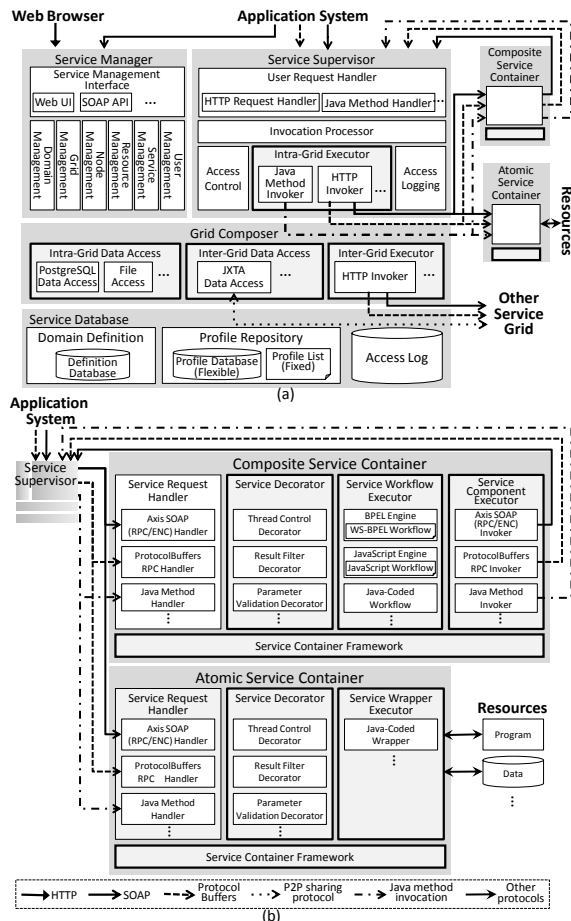 Web Browser
Application System
Service Manager
Service Management
Interface
Web UI
SOAP API
...
Domain
Management
Grid
Management
Node
Management
Resource
Management
Service
Management
User
Management
Service Supervisor
User Request Handler
HTTP Request Handler
Java Method Handler
...
Invocation Processor
Access
Control
Intra-Grid Executor
Java
Method
Invoker
HTTP
Invoker
...
Access
Logging
Composite
Service
Container
Atomic
Service
Container
Resources
Grid Composer
Intra-Grid Data Access
PostgreSQL
Data Access
File
Access
...
Inter-Grid Data Access
JXTA
Data Access
...
Inter-Grid Executor
HTTP Invoker
...
Other
Service
Grid
Service Database
Domain Definition
Definition
Database
Profile Repository
Profile Database
(Flexible)
Profile List
(Fixed)
Access Log
(a)
Application
System
Service
Supervisor
Composite Service Container
Service Request
Handler
Axis SOAP
(RPC/ENC) Handler
ProtocolBuffers
RPC Handler
Java Method
Handler
...
Service Decorator
Thread Control
Decorator
Result Filter
Decorator
Parameter
Validation Decorator
...
Service Workflow
Executor
BPEL Engine
WS-BPEL Workflow
JavaScript Engine
JavaScript Workflow
Java-Coded
Workflow
...
Service
Component
Executor
Axis SOAP
(RPC/ENC)
Invoker
ProtocolBuffers
RPC Invoker
Java Method
Invoker
...
Service Container Framework
Atomic Service Container
Service Request
Handler
Axis SOAP
(RPC/ENC) Handler
ProtocolBuffers
RPC Handler
Java Method
Handler
...
Service Decorator
Thread Control
Decorator
Result Filter
Decorator
Parameter
Validation Decorator
...
Service Wrapper
Executor
Java-Coded
Wrapper
...
Resources
Program
Data
...
Service Container Framework
HTTP
SOAP
Protocol
Buffers
P2P sharing
protocol
Java method
invocation
Other
protocols
(b)